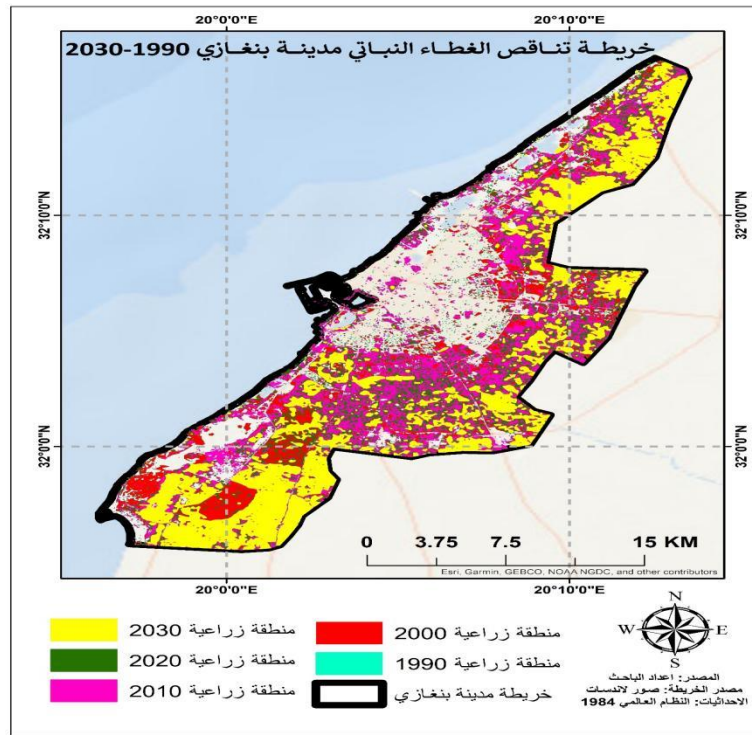 20°0'0"E 20°10'0"E
خريطة تناقص الغطاء النباتي مدينة بنغازي 1990-2030
32°10'0"N 32°10'0"N
32°0'0"N 32°0'0"N
0 3.75 7.5 15 KM
Esri, Garmin, GEBCO, NOAA NGDC, and other contributors
20°0'0"E 20°10'0"E
منطقة زراعية 2030
منطقة زراعية 2020
منطقة زراعية 2010
منطقة زراعية 2000
منطقة زراعية 1990
خريطة مدينة بنغازي
N
W E
S
المصدر: إعداد الباحث
مصدر الخريطة: صور لاندسات
الاحداثيات: النظام العالمي 1984